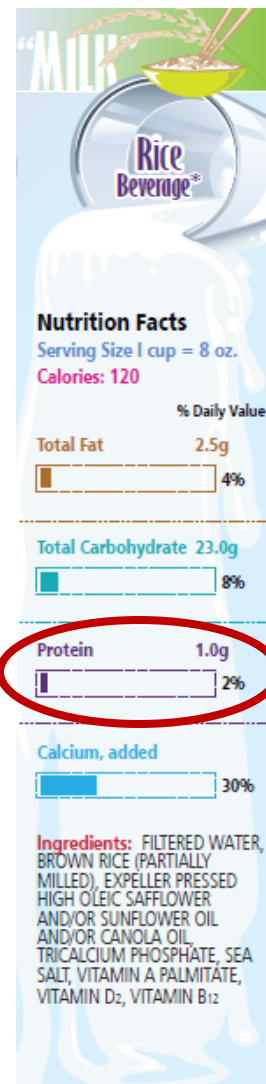 "MILK"
Rice
Beverage*
Nutrition Facts
Serving Size I cup = 8 oz.
Calories: 120
% Daily Value
Total Fat 2.5g
4%
Total Carbohydrate 23.0g
8%
Protein 1.0g
2%
Calcium, added
30%
Ingredients: FILTERED WATER,
BROWN RICE (PARTIALLY
MILLED), EXPELLER PRESSED
HIGH OLEIC SAFFLOWER
AND/OR SUNFLOWER OIL
AND/OR CANOLA OIL,
TRICALCIUM PHOSPHATE, SEA
SALT, VITAMIN A PALMITATE,
VITAMIN D2, VITAMIN B12